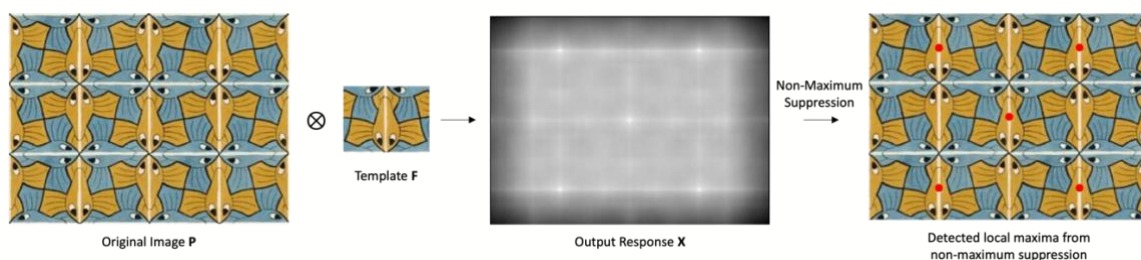 Original Image P
⊗
Template F
Output Response X
Non-Maximum
Suppression
Detected local maxima from
non-maximum suppression